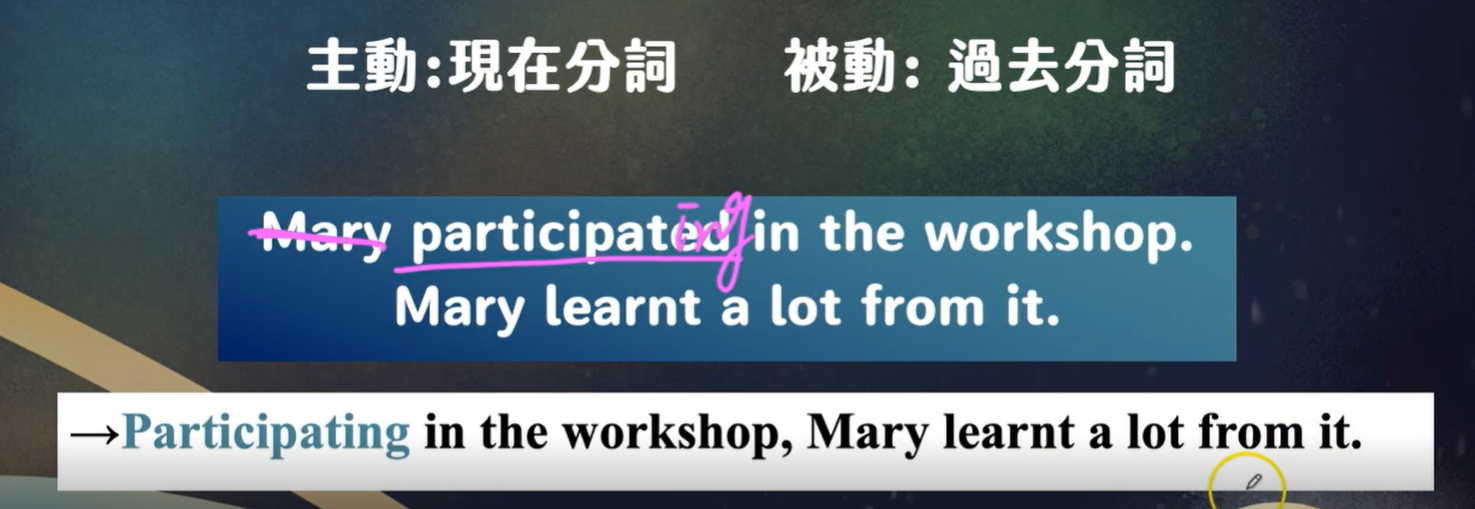 主動:現在分詞 被動: 過去分詞
Mary participated ing in the workshop.
Mary learnt a lot from it.
→Participating in the workshop, Mary learnt a lot from it.